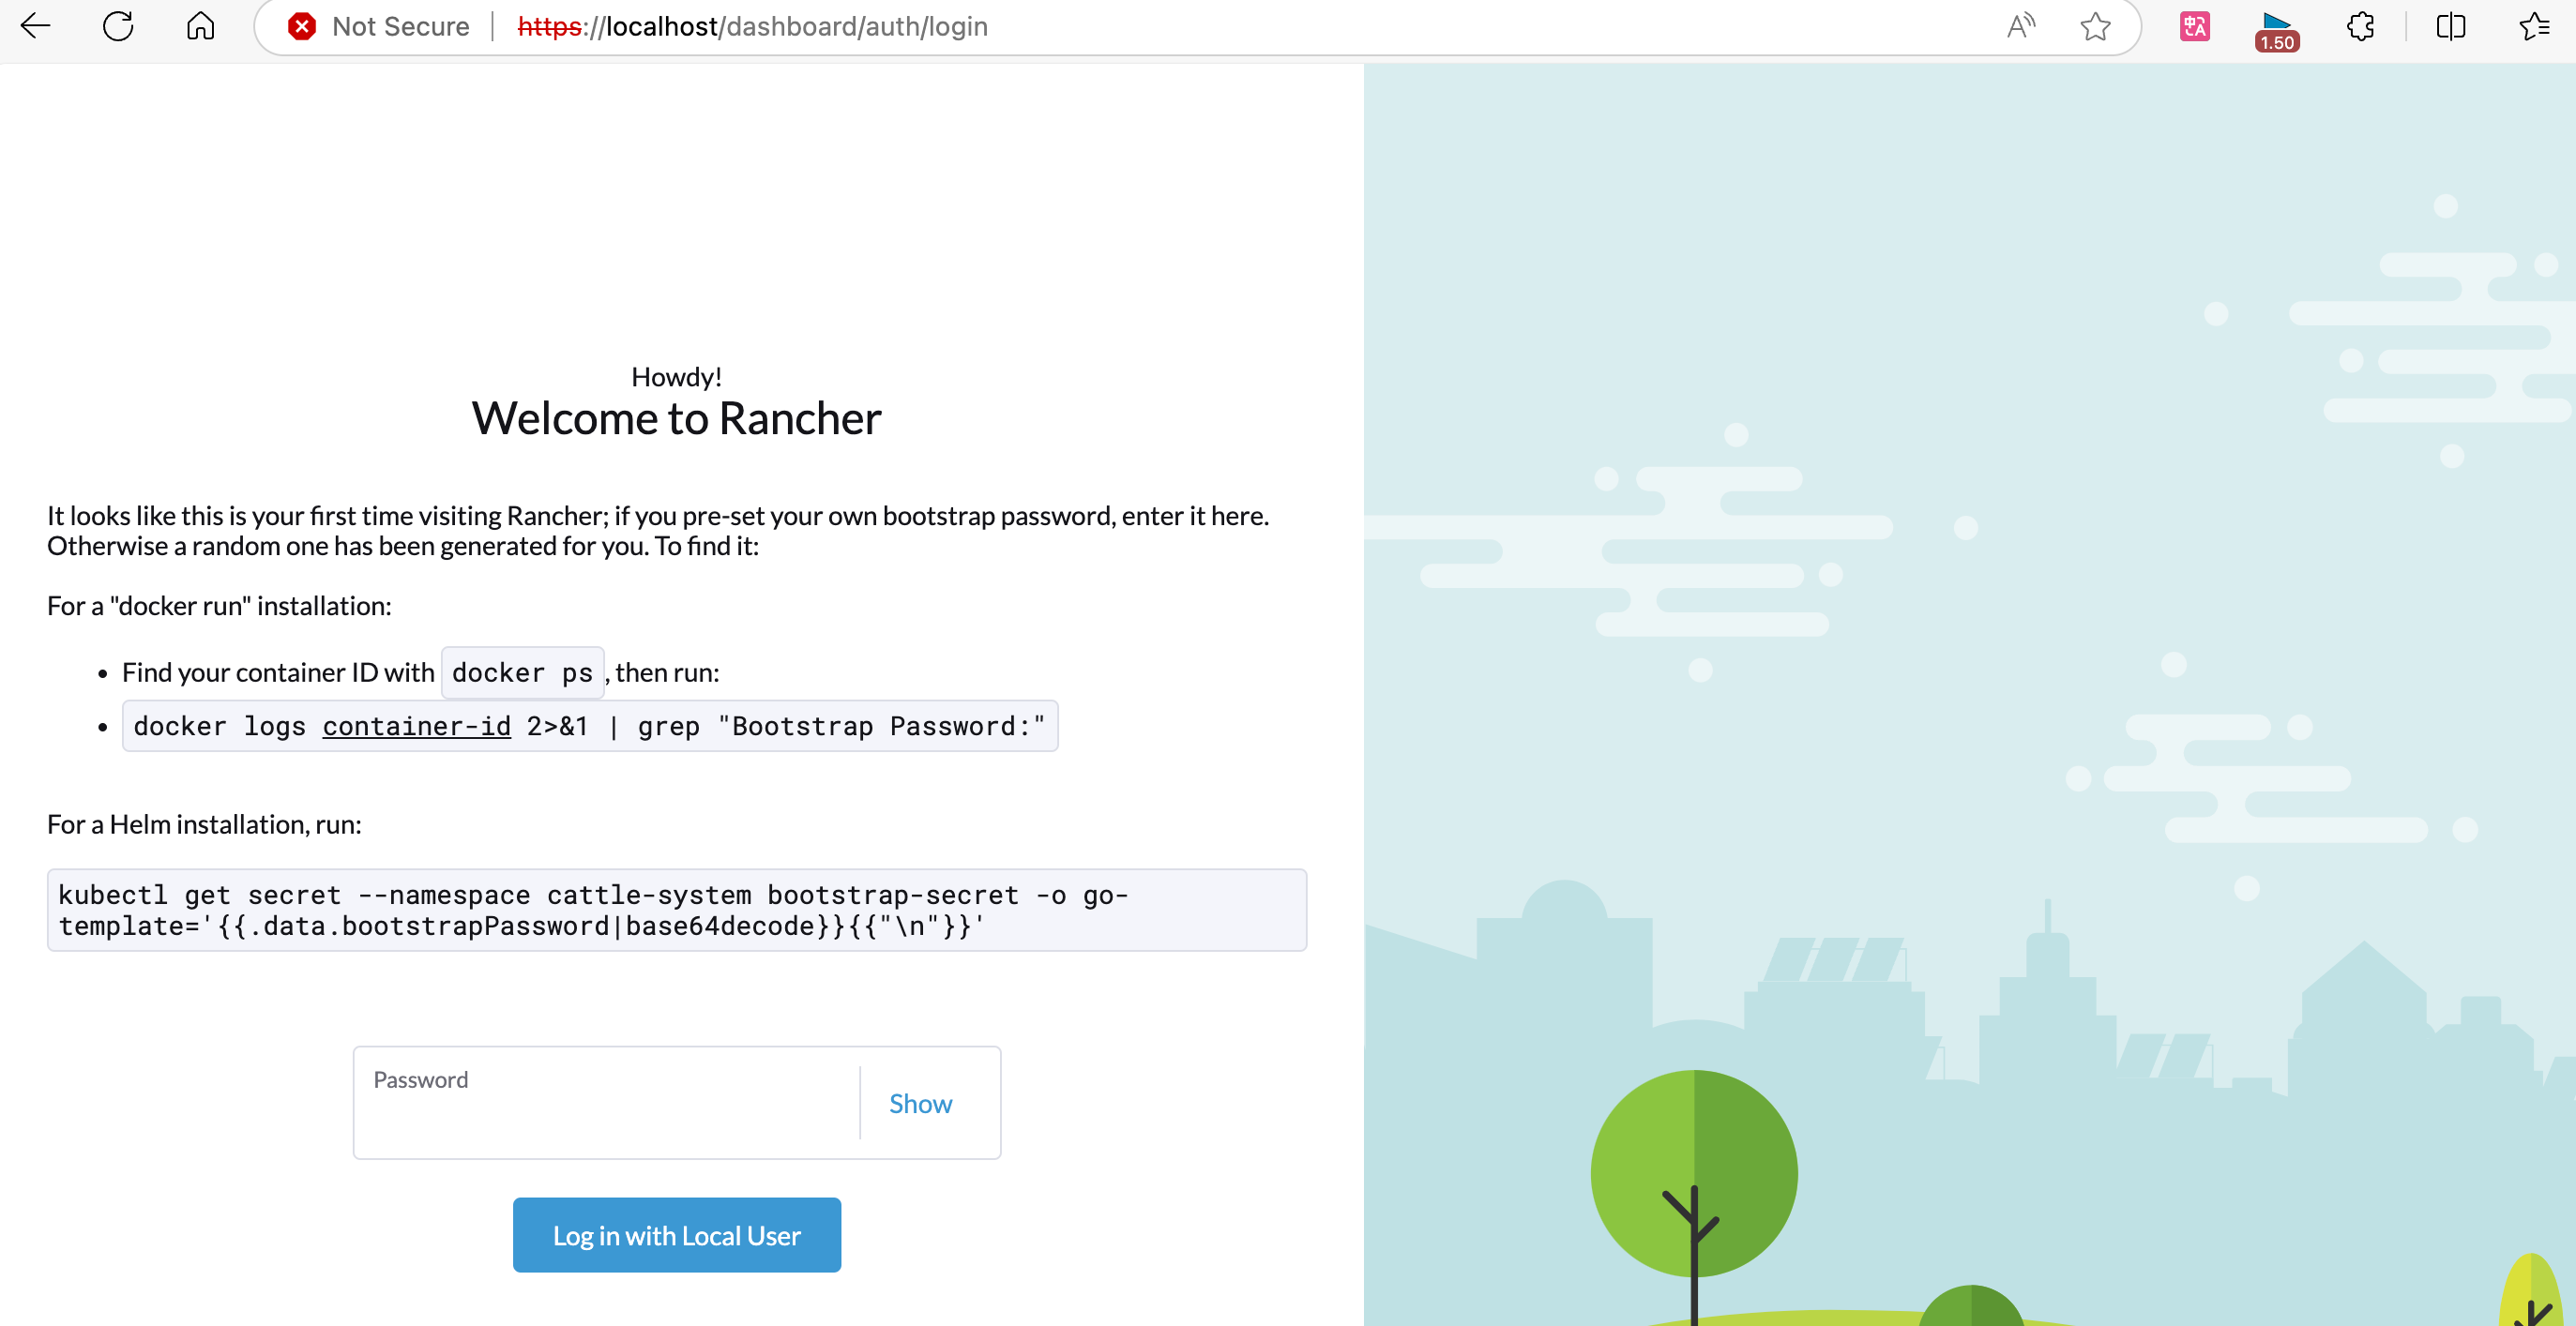 Not Secure | https://localhost/dashboard/auth/login
1.50
Howdy!
Welcome to Rancher
It looks like this is your first time visiting Rancher; if you pre-set your own bootstrap password, enter it here.
Otherwise a random one has been generated for you. To find it:
For a "docker run" installation:
• Find your container ID with docker ps, then run:
• docker logs container-id 2>&1 | grep "Bootstrap Password:"
For a Helm installation, run:
kubectl get secret --namespace cattle-system bootstrap-secret -o go-
template='{{.data.bootstrapPassword|base64decode}}{{"\n"}}'
Password
Show
Log in with Local User